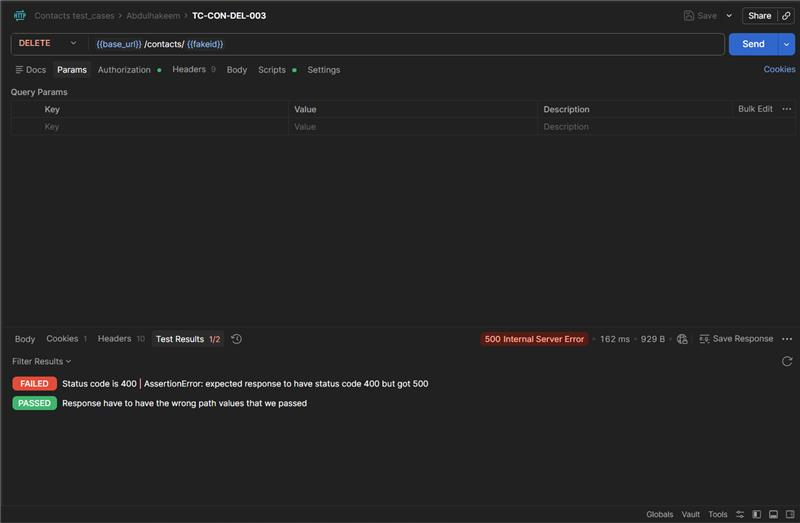 HTTP Contacts test_cases > Abdulhakeem > TC-CON-DEL-003 Save Share
DELETE {{base_url}} /contacts/ {{fakeid}} Send
Docs Params Authorization Headers 9 Body Scripts Settings Cookies
Query Params
Key Value Description Bulk Edit
Key Value Description
Body Cookies 1 Headers 10 Test Results 1/2 500 Internal Server Error 162 ms 929 B e.g. Save Response
Filter Results
FAILED Status code is 400 | AssertionError: expected response to have status code 400 but got 500
PASSED Response have to have the wrong path values that we passed
Globals Vault Tools